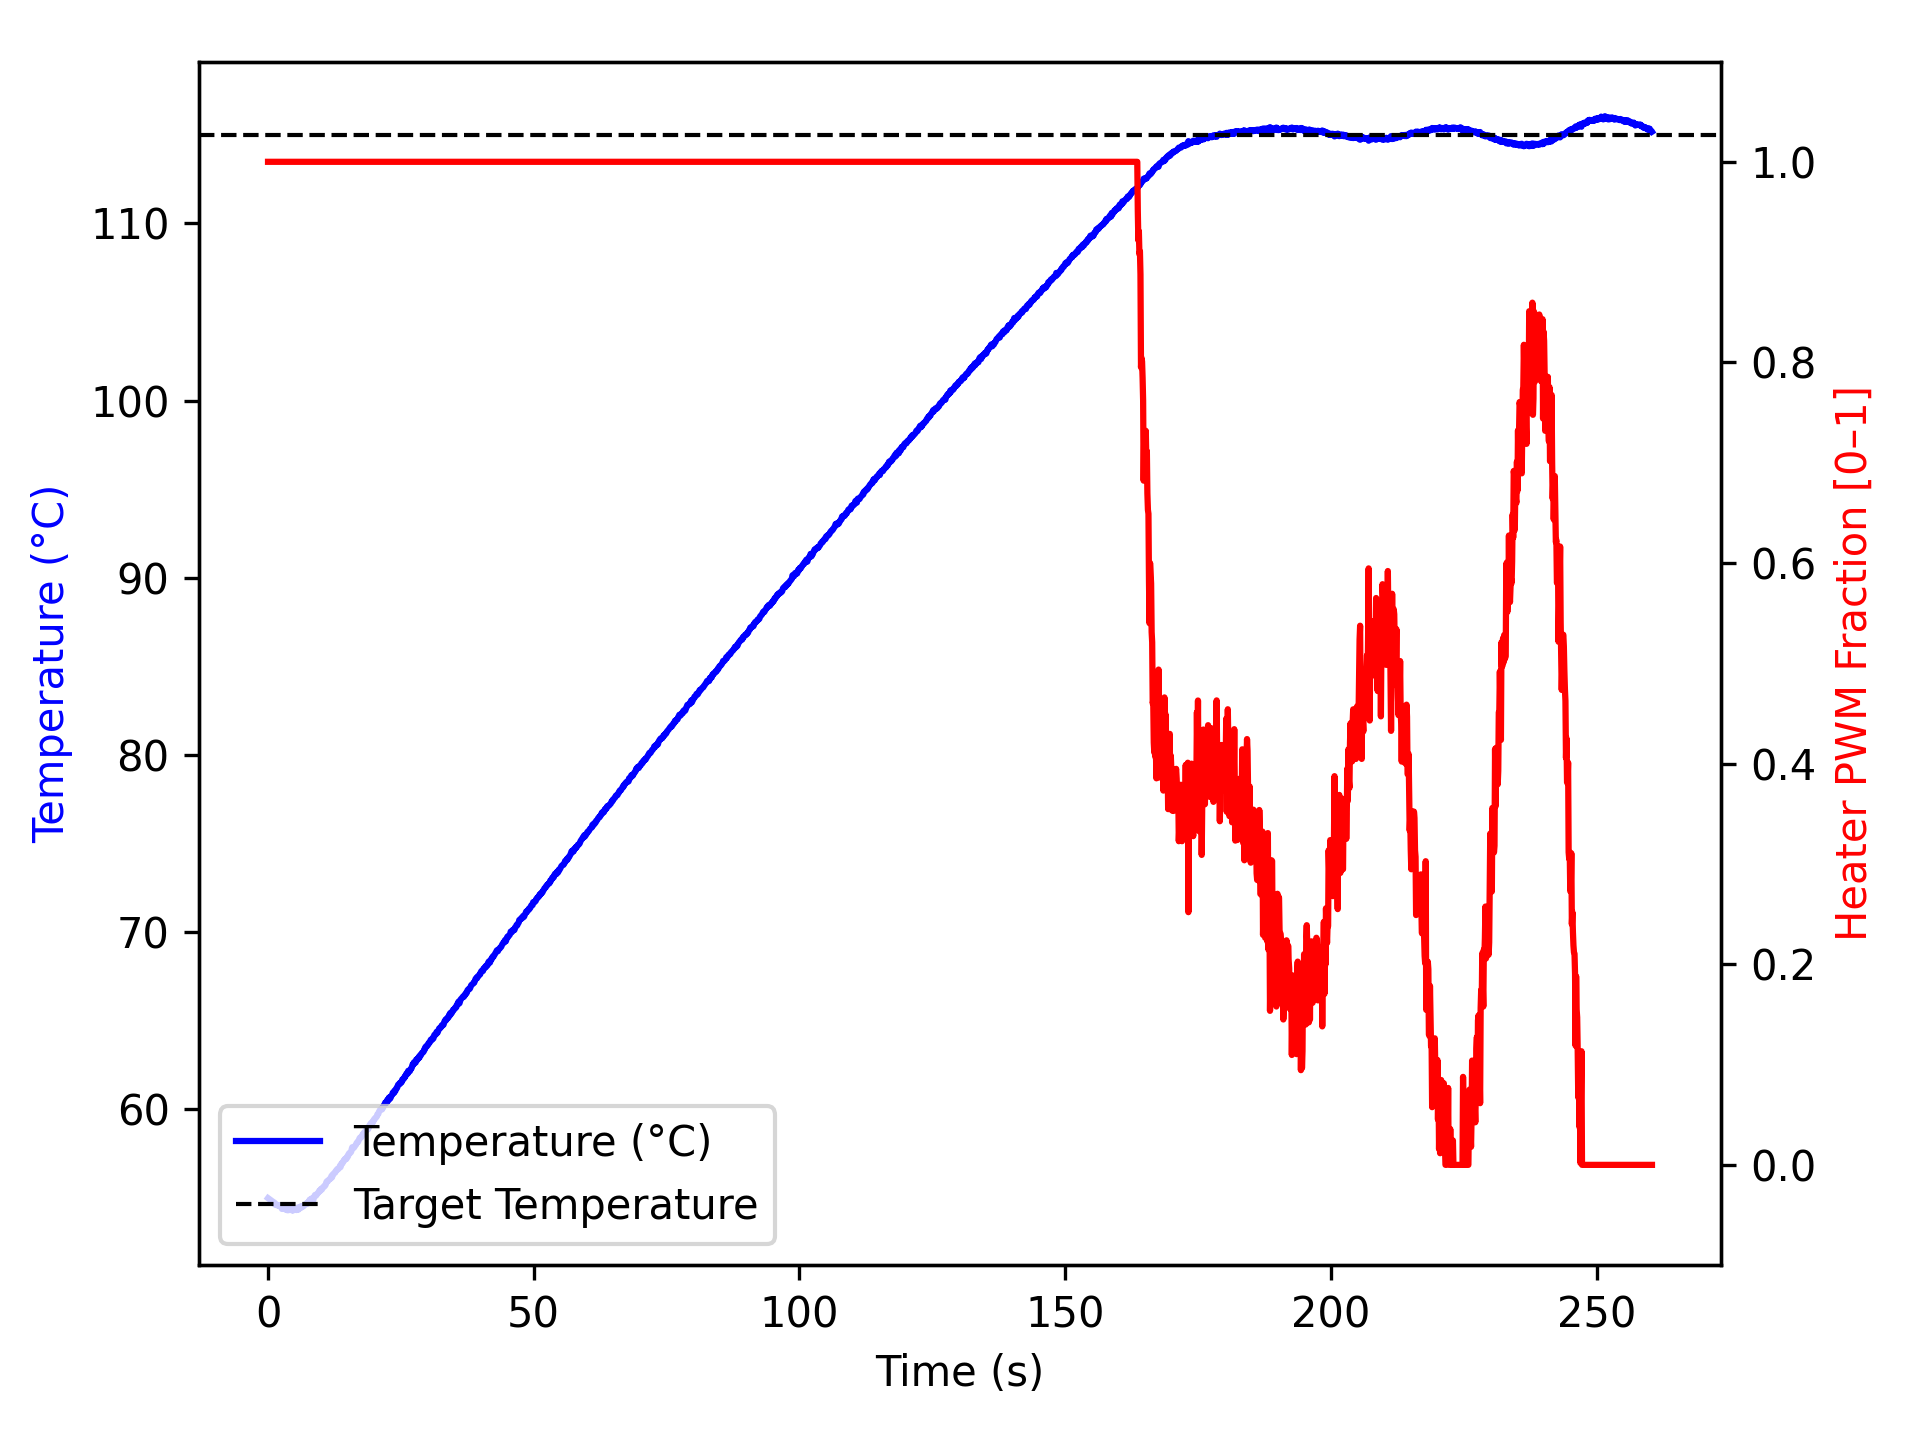 110
100
90
80
70
60
Temperature (°C)
1.0
0.8
0.6
0.4
0.2
0.0
Heater PWM Fraction [0–1]
Temperature (°C)
Target Temperature
0 50 100 150 200 250
Time (s)